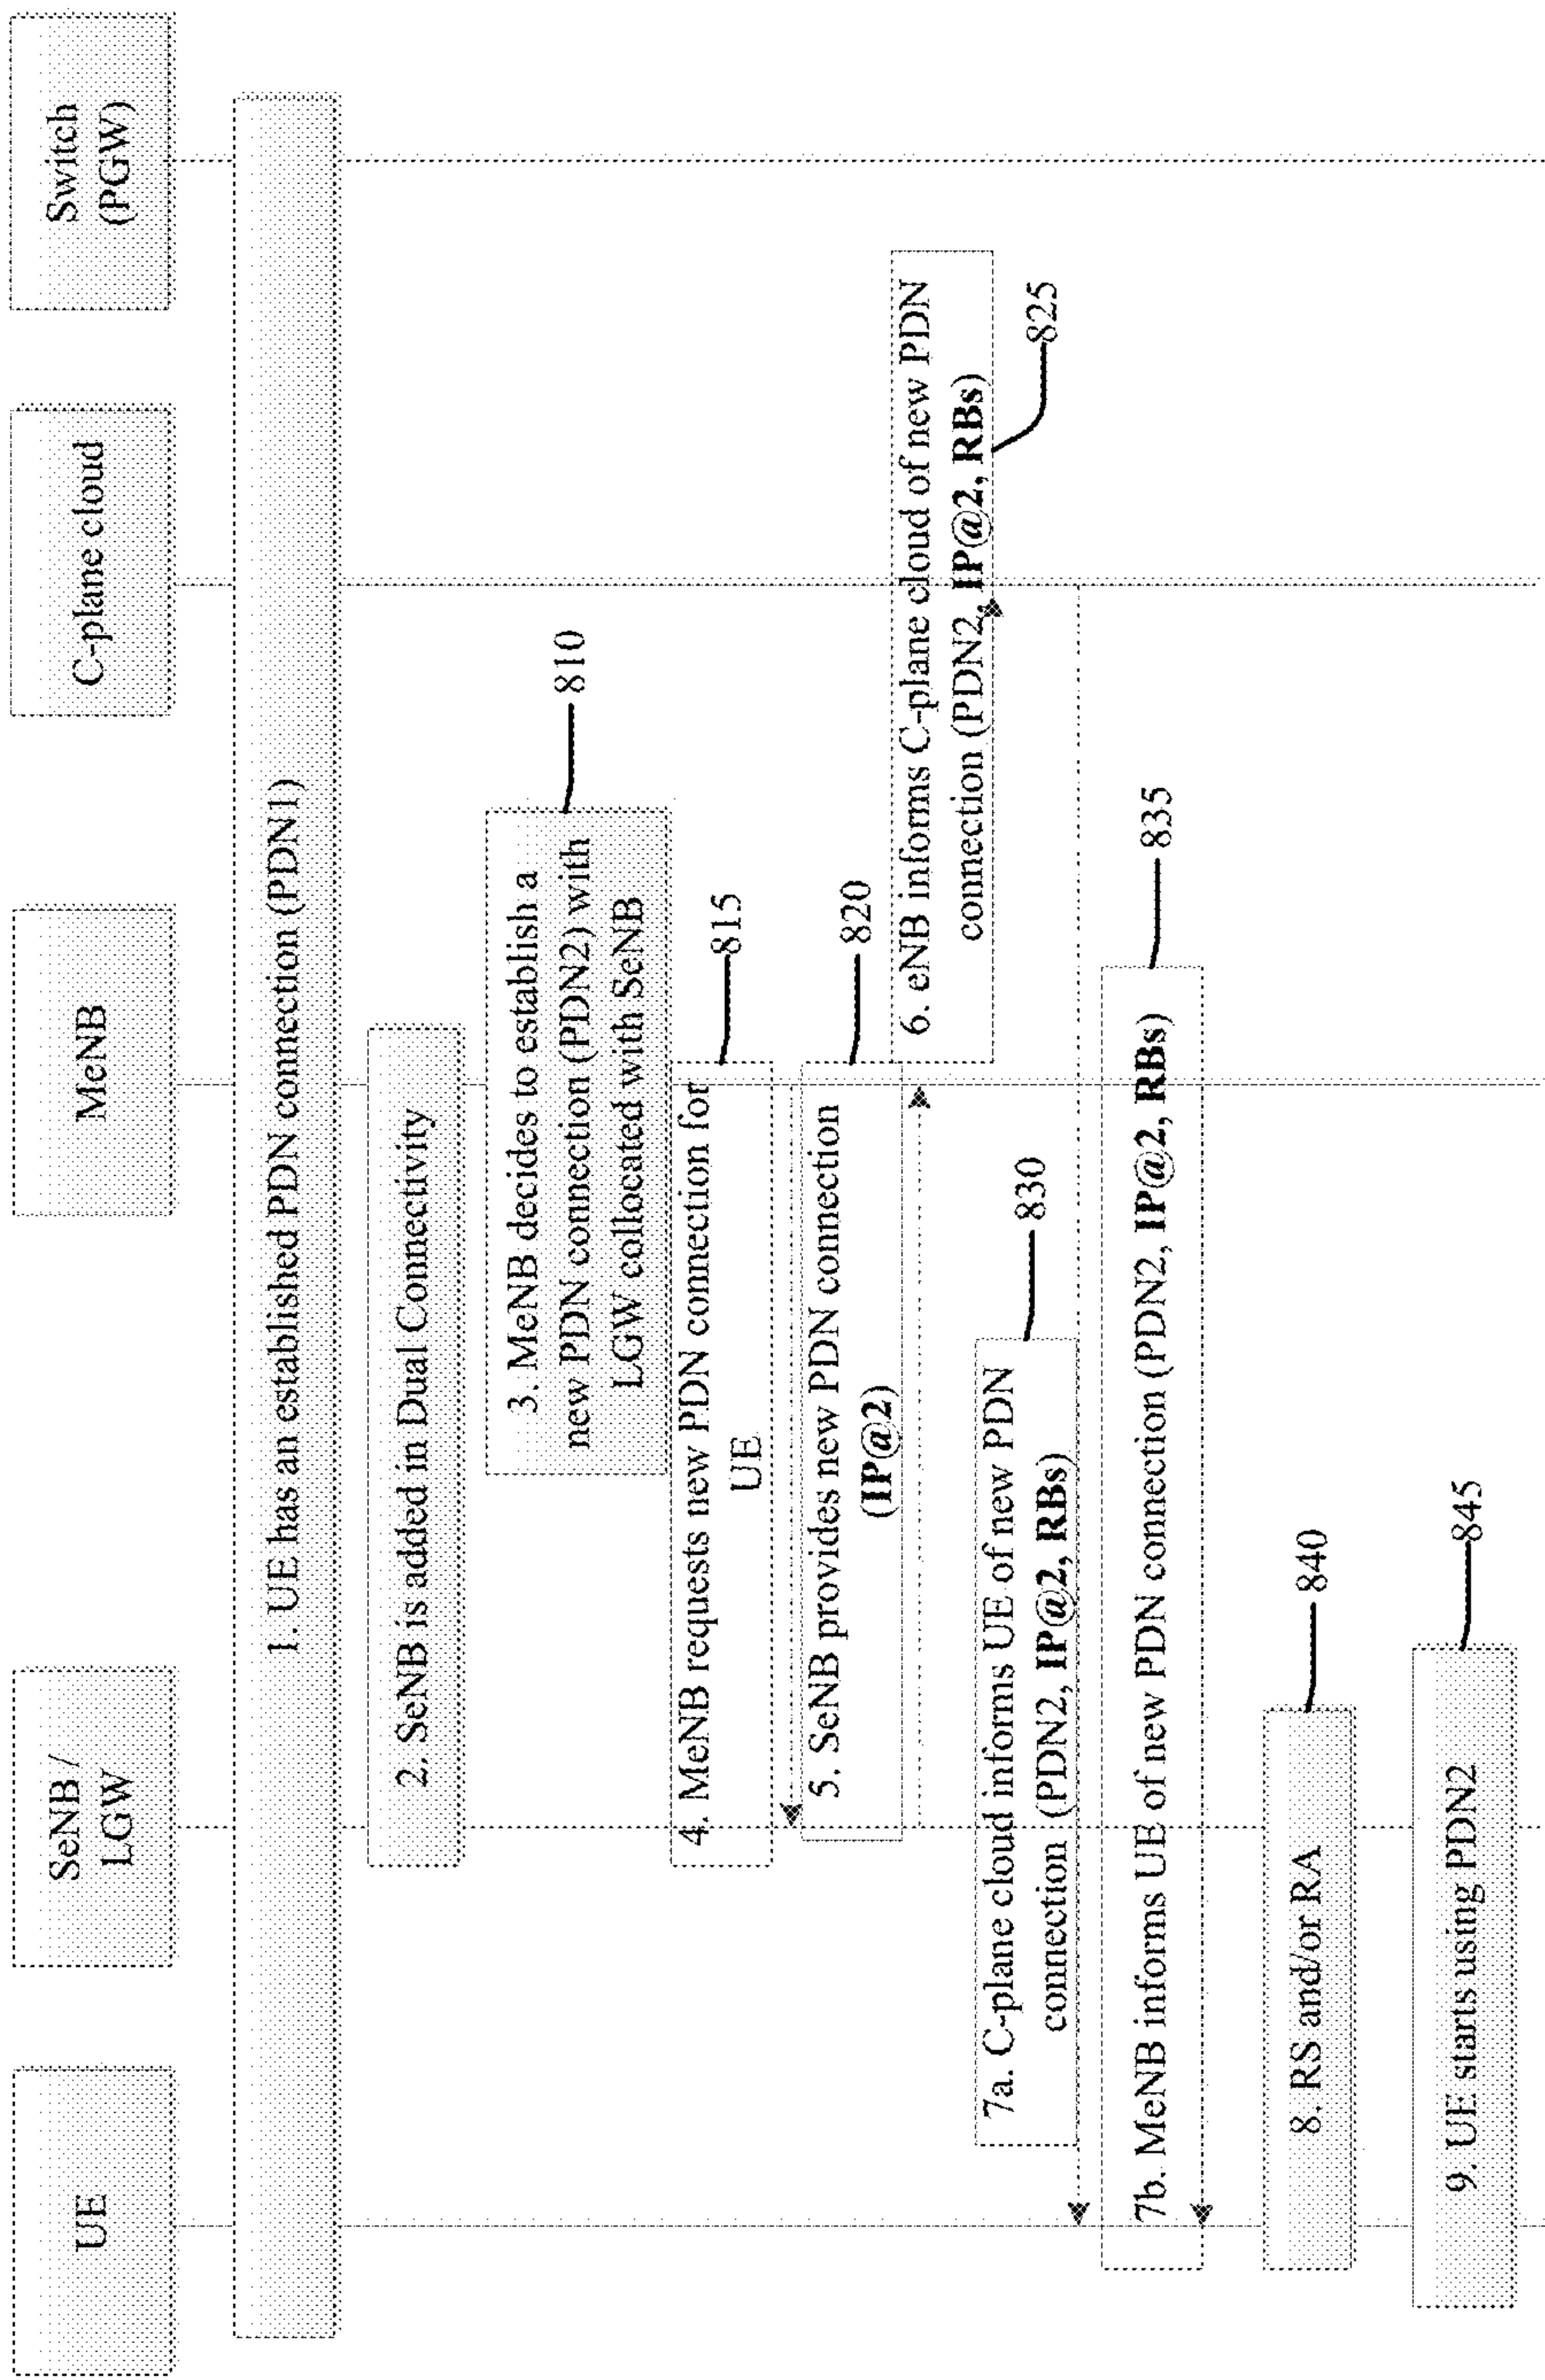 UE
SeNB /
LGW
MeNB
C-plane cloud
Switch
(PGW)
1. UE has an established PDN connection (PDN1)
2. SeNB is added in Dual Connectivity
3. MeNB decides to establish a
new PDN connection (PDN2) with
LGW collocated with SeNB
810
4. MeNB requests new PDN connection for
UE
815
5. SeNB provides new PDN connection
(IP@2)
820
6. eNB informs C-plane cloud of new PDN
connection (PDN2, IP@2, RBs)
825
7a. C-plane cloud informs UE of new PDN
connection (PDN2, IP@2, RBs)
830
7b. MeNB informs UE of new PDN connection (PDN2, IP@2, RBs)
835
8. RS and/or RA
840
9. UE starts using PDN2
845